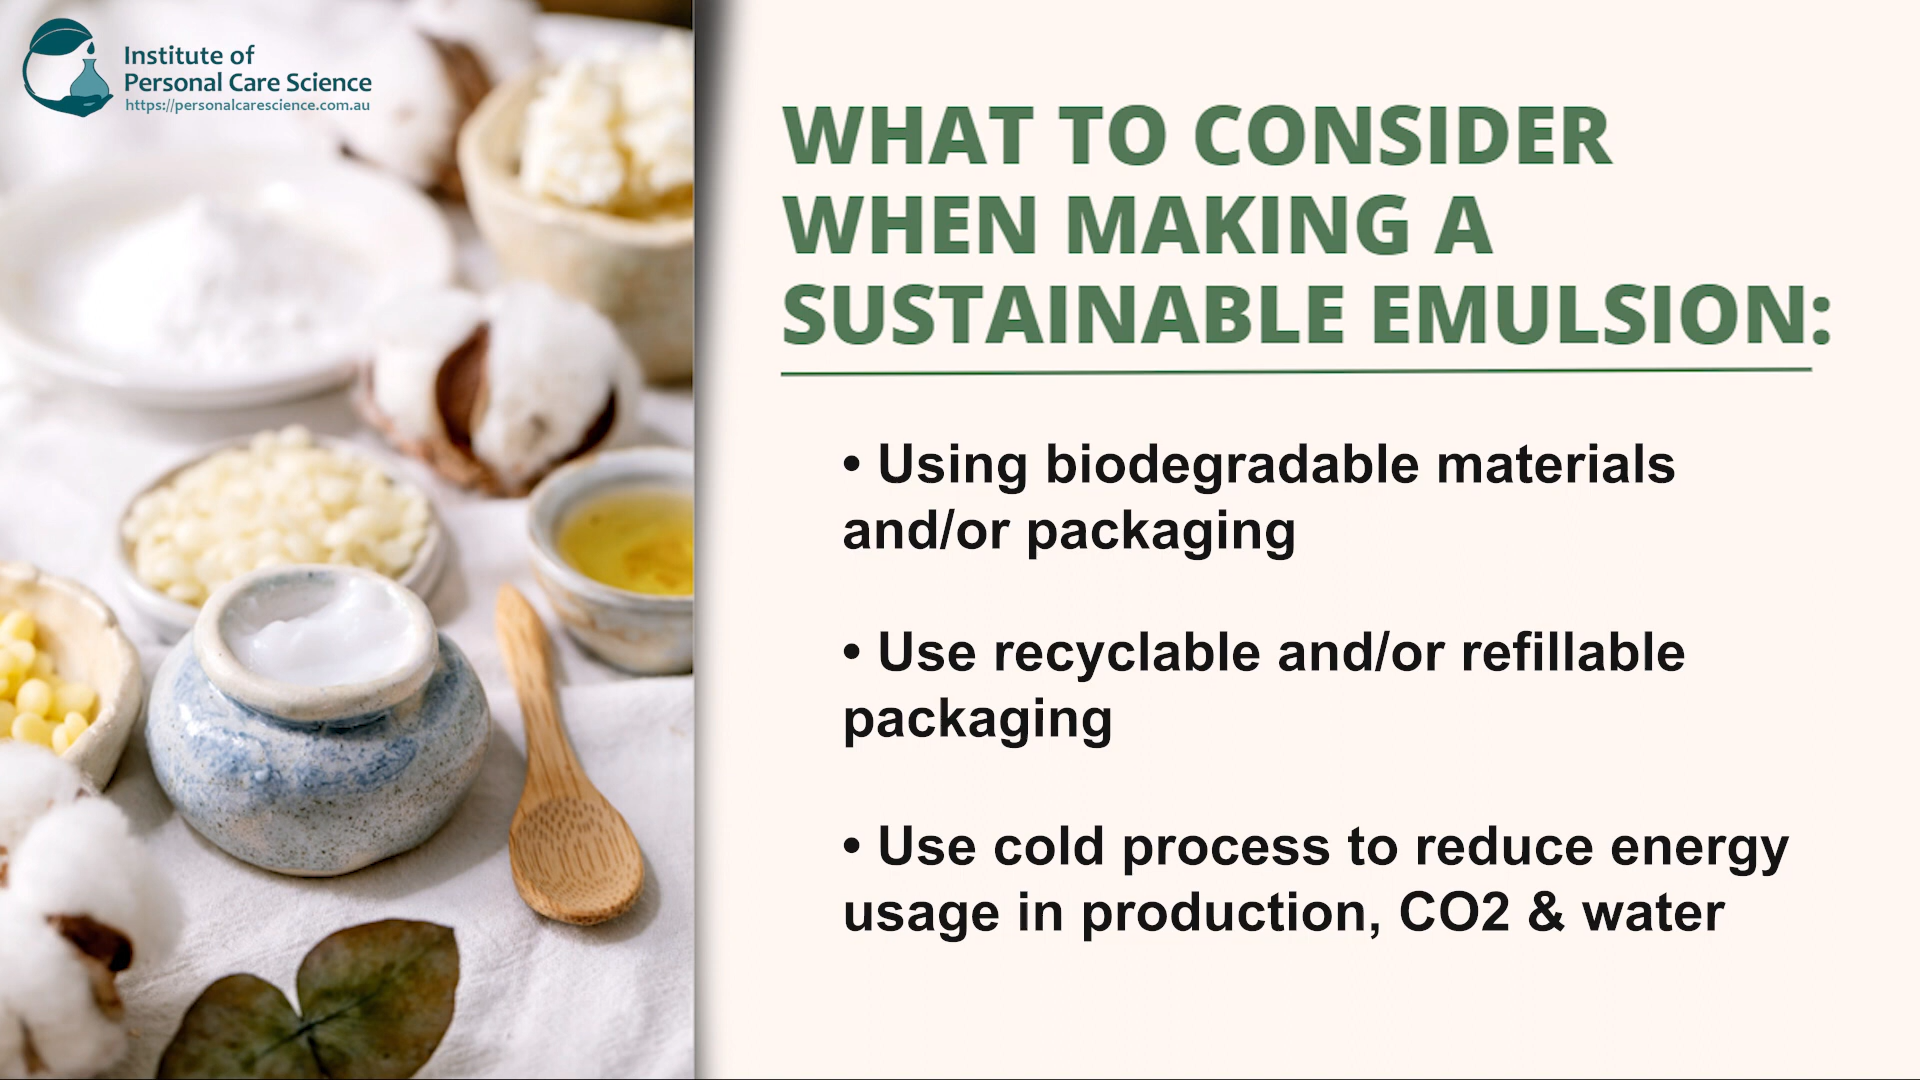 Institute of
Personal Care Science
https://personalcarescience.com.au
WHAT TO CONSIDER
WHEN MAKING A
SUSTAINABLE EMULSION:
• Using biodegradable materials
and/or packaging
• Use recyclable and/or refillable
packaging
• Use cold process to reduce energy
usage in production, CO2 & water